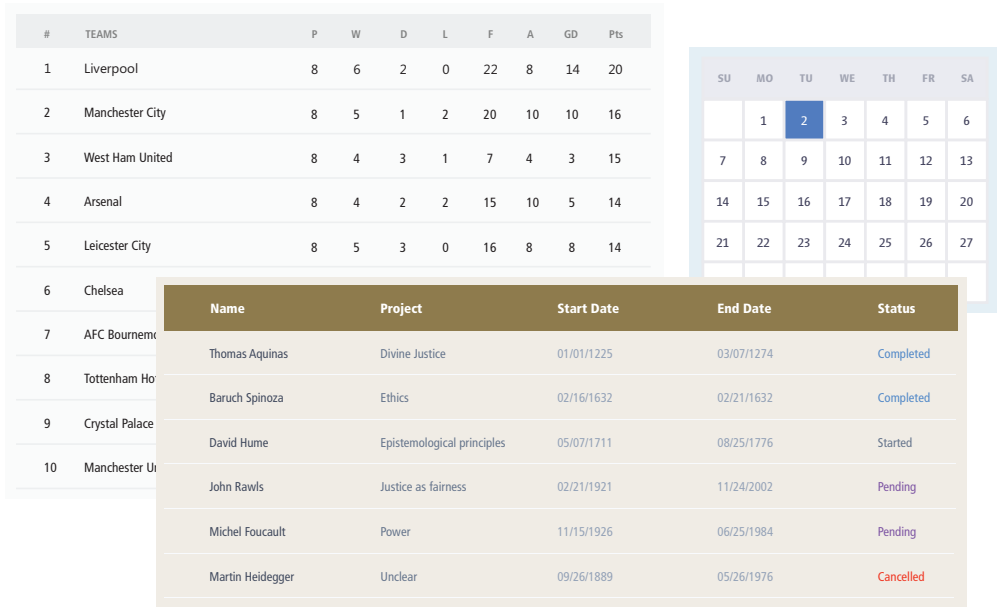 # TEAMS P W D L F A GD Pts
1 Liverpool 8 6 2 0 22 8 14 20
2 Manchester City 8 5 1 2 20 10 10 16
3 West Ham United 8 4 3 1 7 4 3 15
4 Arsenal 8 4 2 2 15 10 5 14
5 Leicester City 8 5 3 0 16 8 8 14
6 Chelsea
7 AFC Bournemo
8 Tottenham Ho
9 Crystal Palace
10 Manchester Un
SU MO TU WE TH FR SA
1 2 3 4 5 6
7 8 9 10 11 12 13
14 15 16 17 18 19 20
21 22 23 24 25 26 27
Name Project Start Date End Date Status
Thomas Aquinas Divine Justice 01/01/1225 03/07/1274 Completed
Baruch Spinoza Ethics 02/16/1632 02/21/1632 Completed
David Hume Epistemological principles 05/07/1711 08/25/1776 Started
John Rawls Justice as fairness 02/21/1921 11/24/2002 Pending
Michel Foucault Power 11/15/1926 06/25/1984 Pending
Martin Heidegger Unclear 09/26/1889 05/26/1976 Cancelled